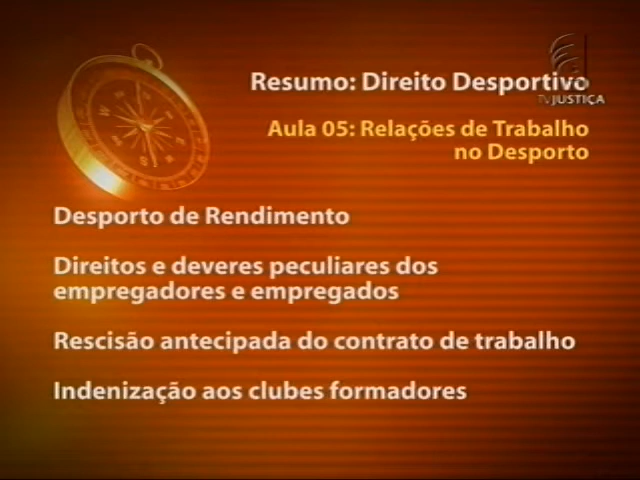 Resumo: Direito Desportivo
TV JUSTIÇA
Aula 05: Relações de Trabalho
no Desporto
Desporto de Rendimento
Direitos e deveres peculiares dos
empregadores e empregados
Rescisão antecipada do contrato de trabalho
Indenização aos clubes formadores